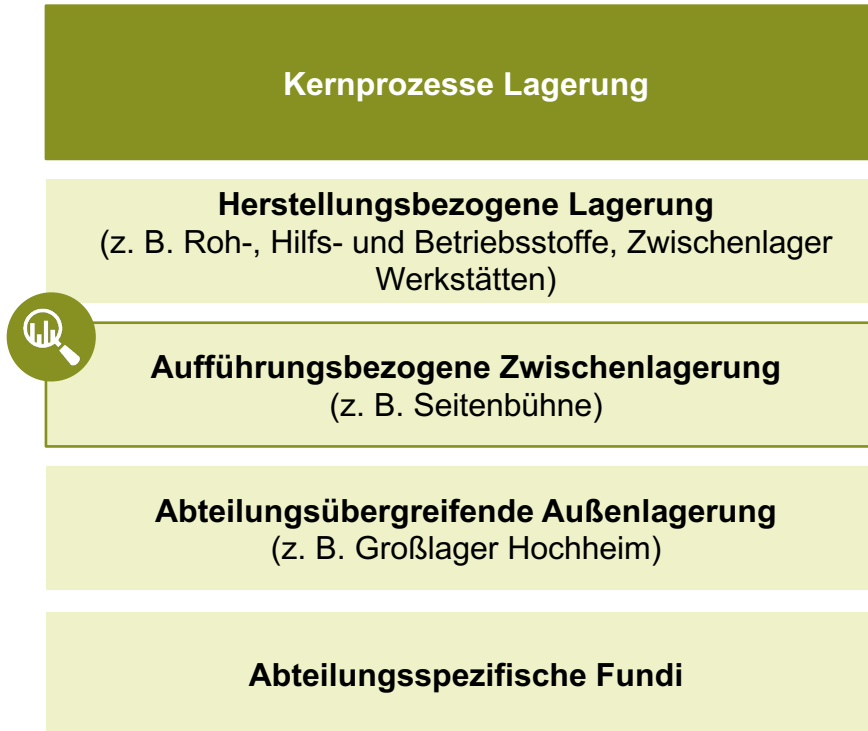 Kernprozesse Lagerung
Herstellungsbezogene Lagerung
(z. B. Roh-, Hilfs- und Betriebsstoffe, Zwischenlager
Werkstätten)
Aufführungsbezogene Zwischenlagerung
(z. B. Seitenbühne)
Abteilungsübergreifende Außenlagerung
(z. B. Großlager Hochheim)
Abteilungsspezifische Fundi